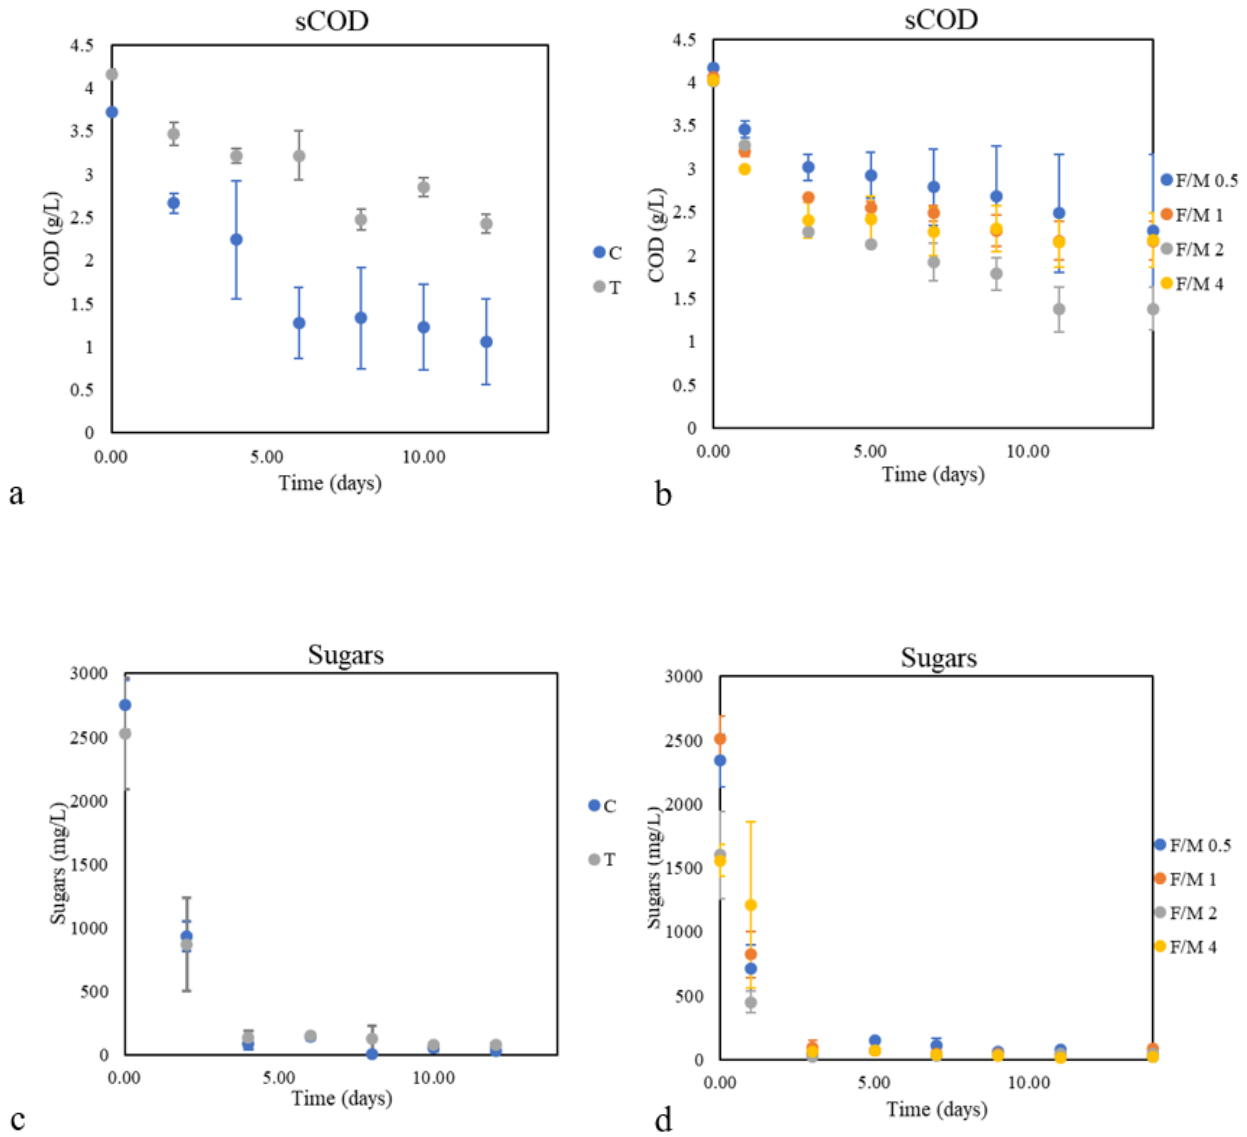 sCOD
4.5
4
3.5
3
2.5
2
1.5
1
0.5
0
COD (g/L)
0.00 5.00 10.00
Time (days)
C
T
a
sCOD
4.5
4
3.5
3
2.5
2
1.5
1
0.5
0
COD (g/L)
0.00 5.00 10.00
Time (days)
F/M 0.5
F/M 1
F/M 2
F/M 4
b
Sugars
3000
2500
2000
1500
1000
500
0
Sugars (mg/L)
0.00 5.00 10.00
Time (days)
C
T
c
Sugars
3000
2500
2000
1500
1000
500
0
Sugars (mg/L)
0.00 5.00 10.00
Time (days)
F/M 0.5
F/M 1
F/M 2
F/M 4
d